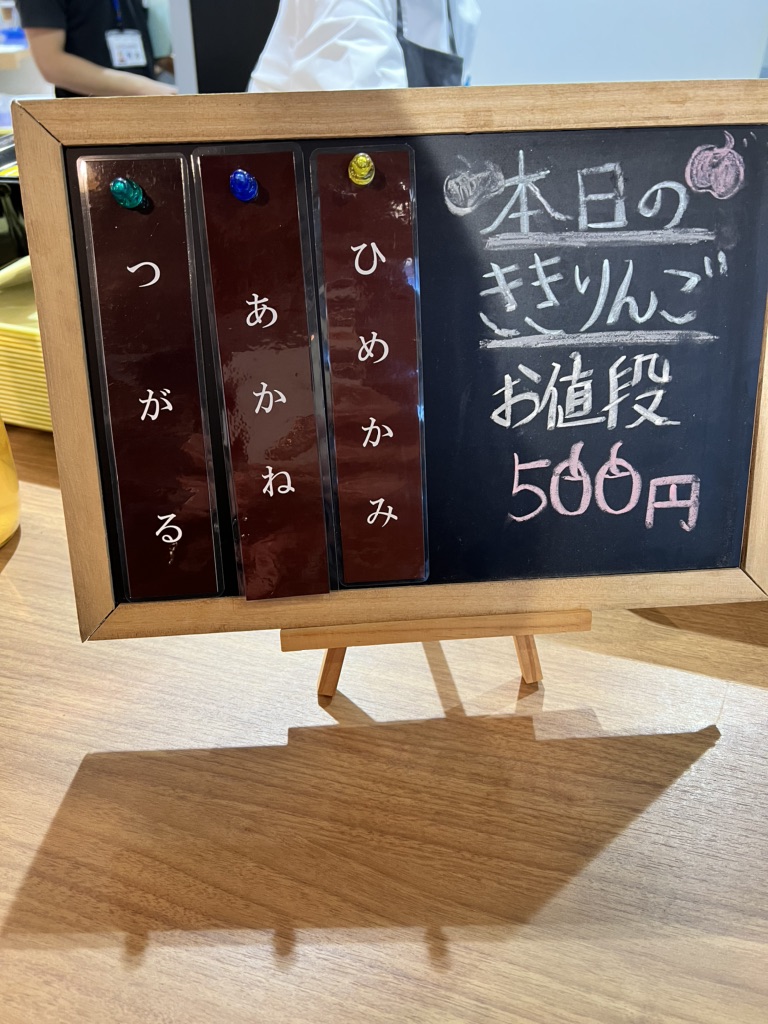 本日の
ききりんご
お値段
500円
ひめかみ
あかね
つがる